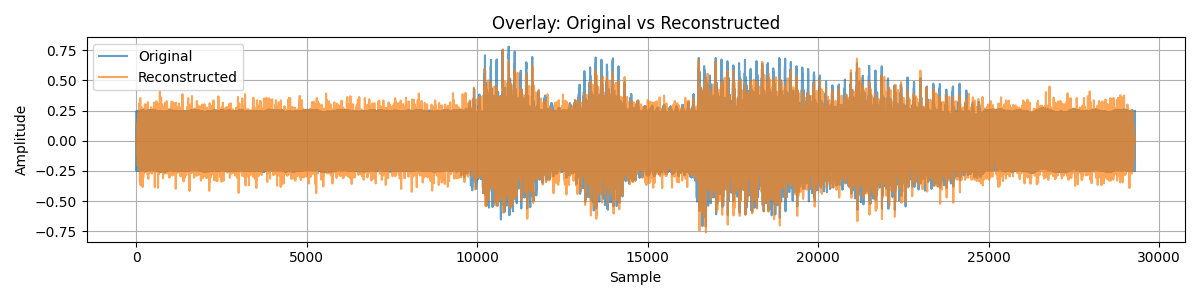 Overlay: Original vs Reconstructed
Original
Reconstructed
Amplitude
0.75
0.50
0.25
0.00
−0.25
−0.50
−0.75
0 5000 10000 15000 20000 25000 30000
Sample